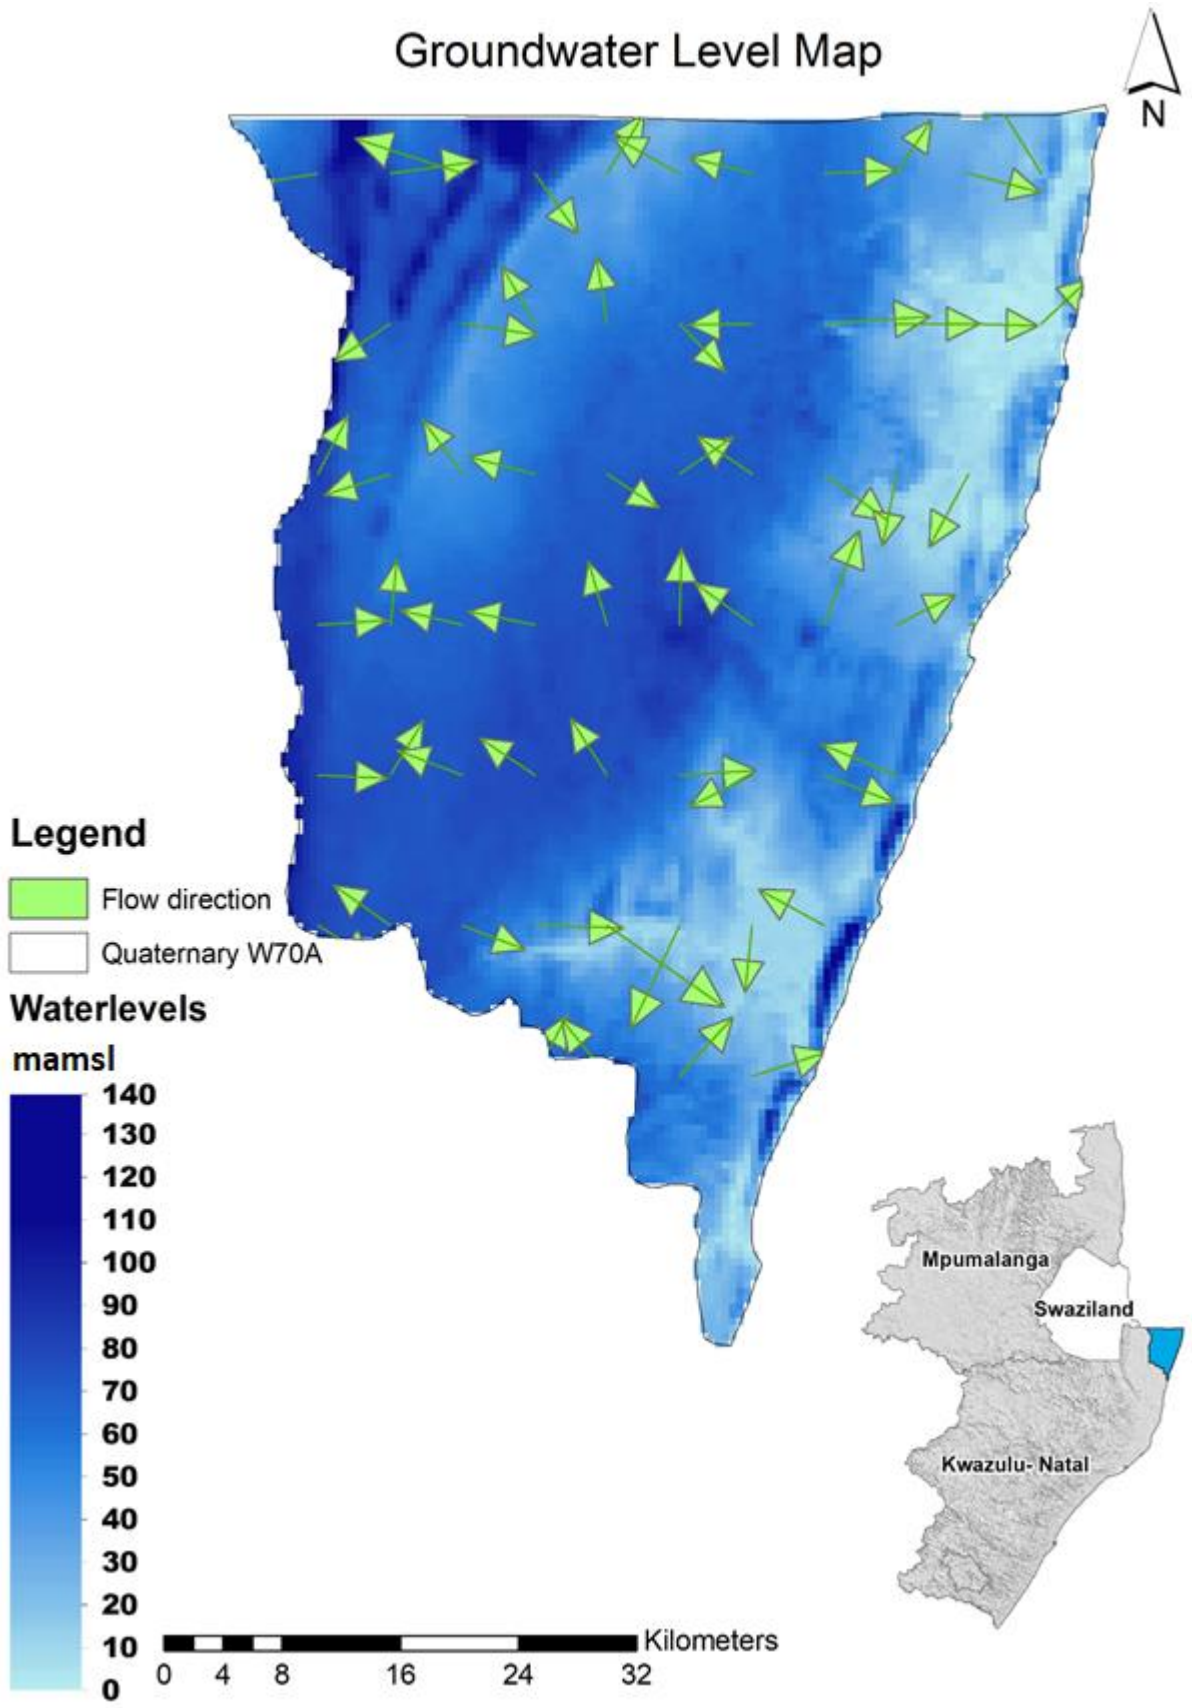 Groundwater Level Map
N
Legend
Flow direction
Quaternary W70A
Waterlevels
mamsl
140
130
120
110
100
90
80
70
60
50
40
30
20
10
0
Kilometers
0 4 8 16 24 32
Mpumalanga
Swaziland
Kwazulu- Natal